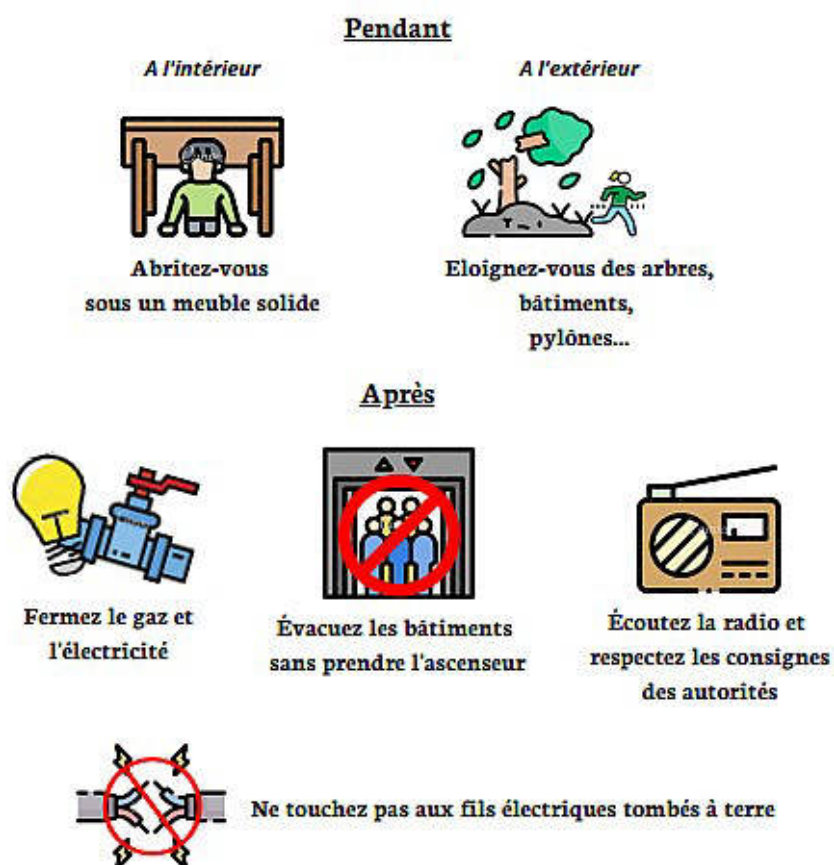 Pendant
A l'intérieur
A l'extérieur
Abritez-vous
sous un meuble solide
Eloignez-vous des arbres,
bâtiments,
pylônes...
Après
Fermez le gaz et
l'électricité
Évacuez les bâtiments
sans prendre l'ascenseur
Écoutez la radio et
respectez les consignes
des autorités
Ne touchez pas aux fils électriques tombés à terre